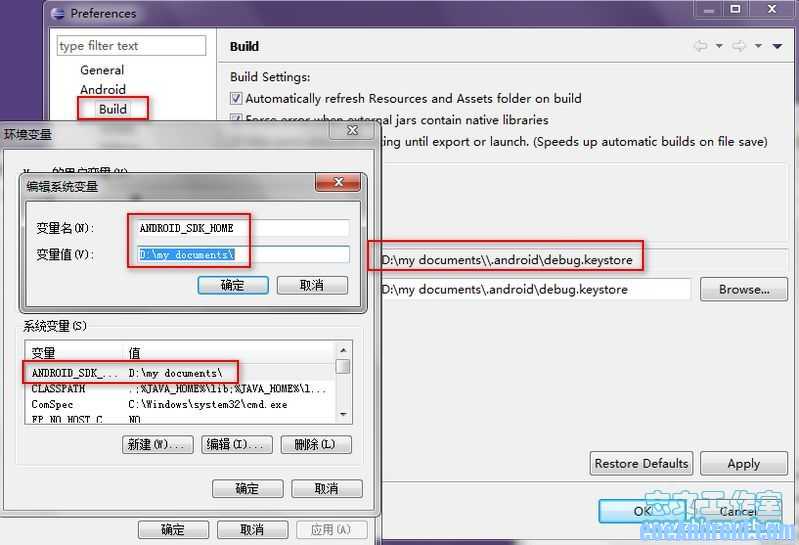 Preferences
type filter text
General
Android
Build
Build
Build Settings:
Automatically refresh Resources and Assets folder on build
Force error when external jars contain native libraries
until export or launch. (Speeds up automatic builds on file save)
D:\my documents\\.android\debug.keystore
D:\my documents\.android\debug.keystore
Browse...
Restore Defaults
Apply
OK
Cancel
环境变量
的用户变量(U)
编辑系统变量
变量名(N):
ANDROID_SDK_HOME
变量值(V):
D:\my documents\
确定
取消
系统变量(S)
变量
值
ANDROID_SDK_...
D:\my documents\
CLASSPATH
.;%JAVA_HOME%\lib;%JAVA_HOME%\l...
ComSpec
C:\Windows\system32\cmd.exe
FP_NO_HOST_C...
NO
新建(W)...
编辑(I)...
删除(L)
确定
取消
确定
取消
应用(A)